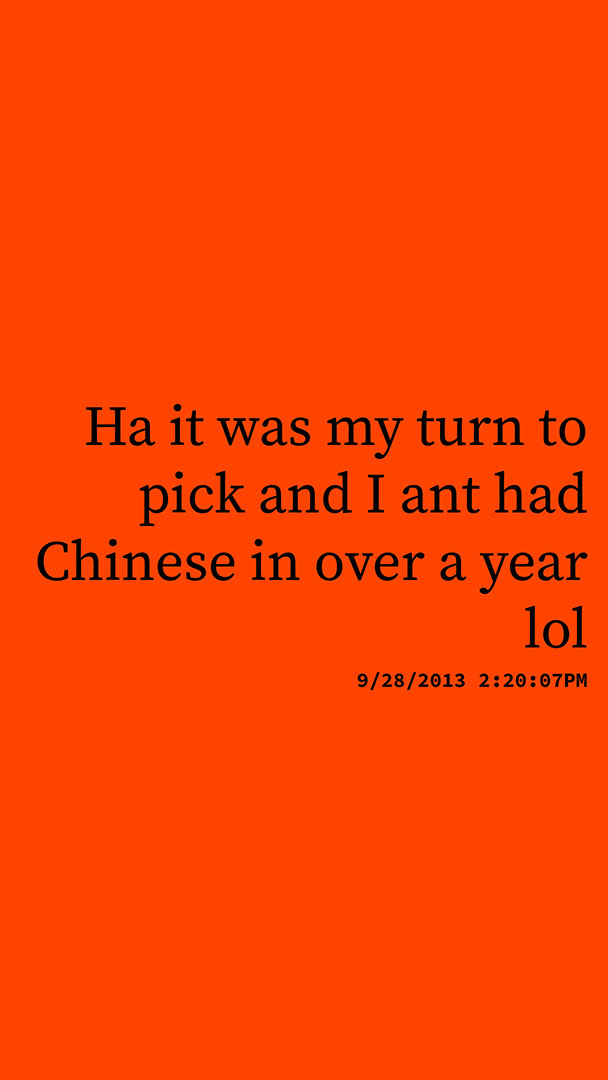 Ha it was my turn to
pick and I ant had
Chinese in over a year
lol
9/28/2013 2:20:07PM